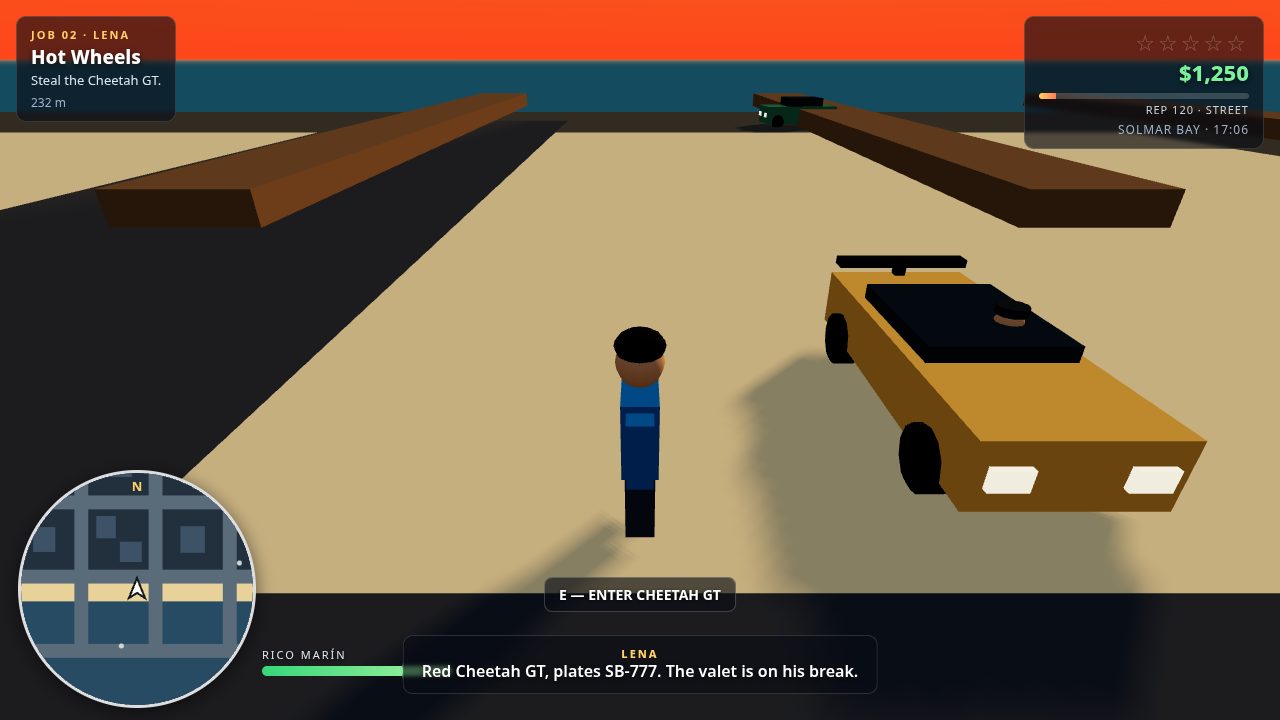 JOB 02 · LENA
Hot Wheels
Steal the Cheetah GT.
232 m
☆☆☆☆☆
$1,250
REP 120 · STREET
SOLMAR BAY · 17:06
N
E — ENTER CHEETAH GT
RICO MARÍN
LENA
Red Cheetah GT, plates SB-777. The valet is on his break.